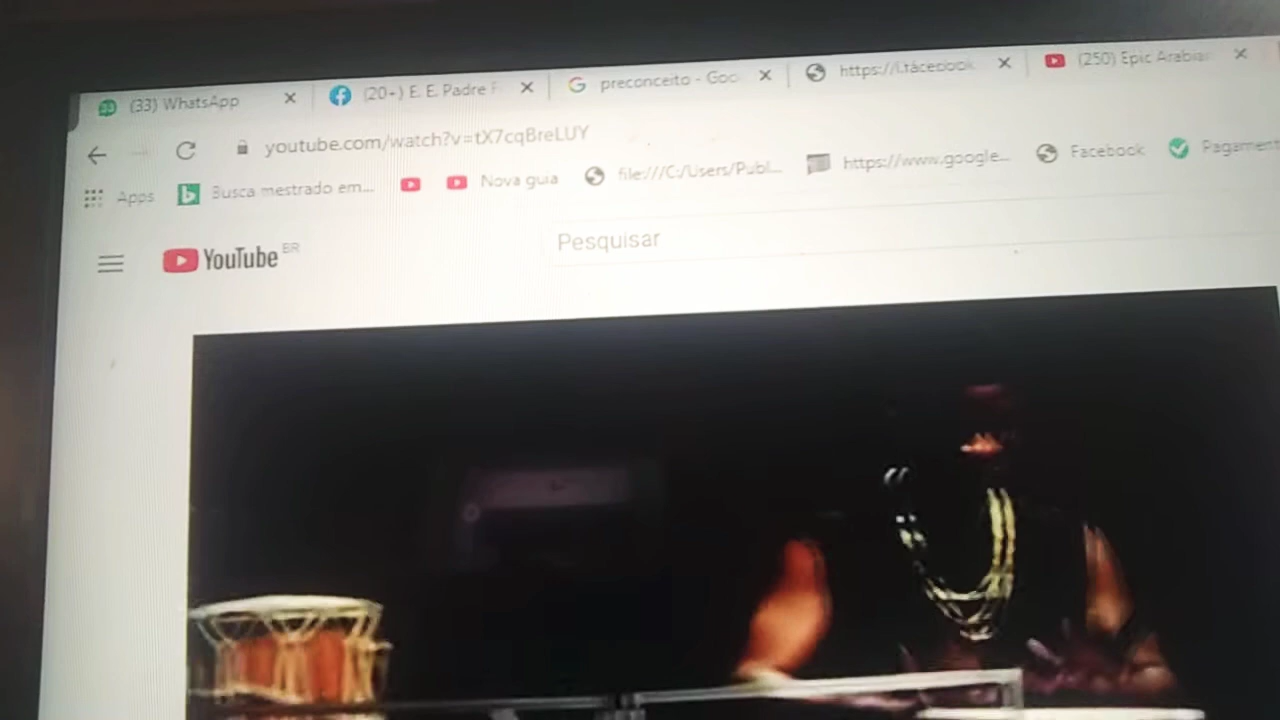 (33) WhatsApp (20+) E. E. Padre F preconceito - Goo https://l.facebook (250) Epic Arabia
youtube.com/watch?v=tX7cqBreLUY
Apps Busca mestrado em... Nova guia file:///C:/Users/Publ... https://www.google... Facebook Pagament
YouTube BR Pesquisar